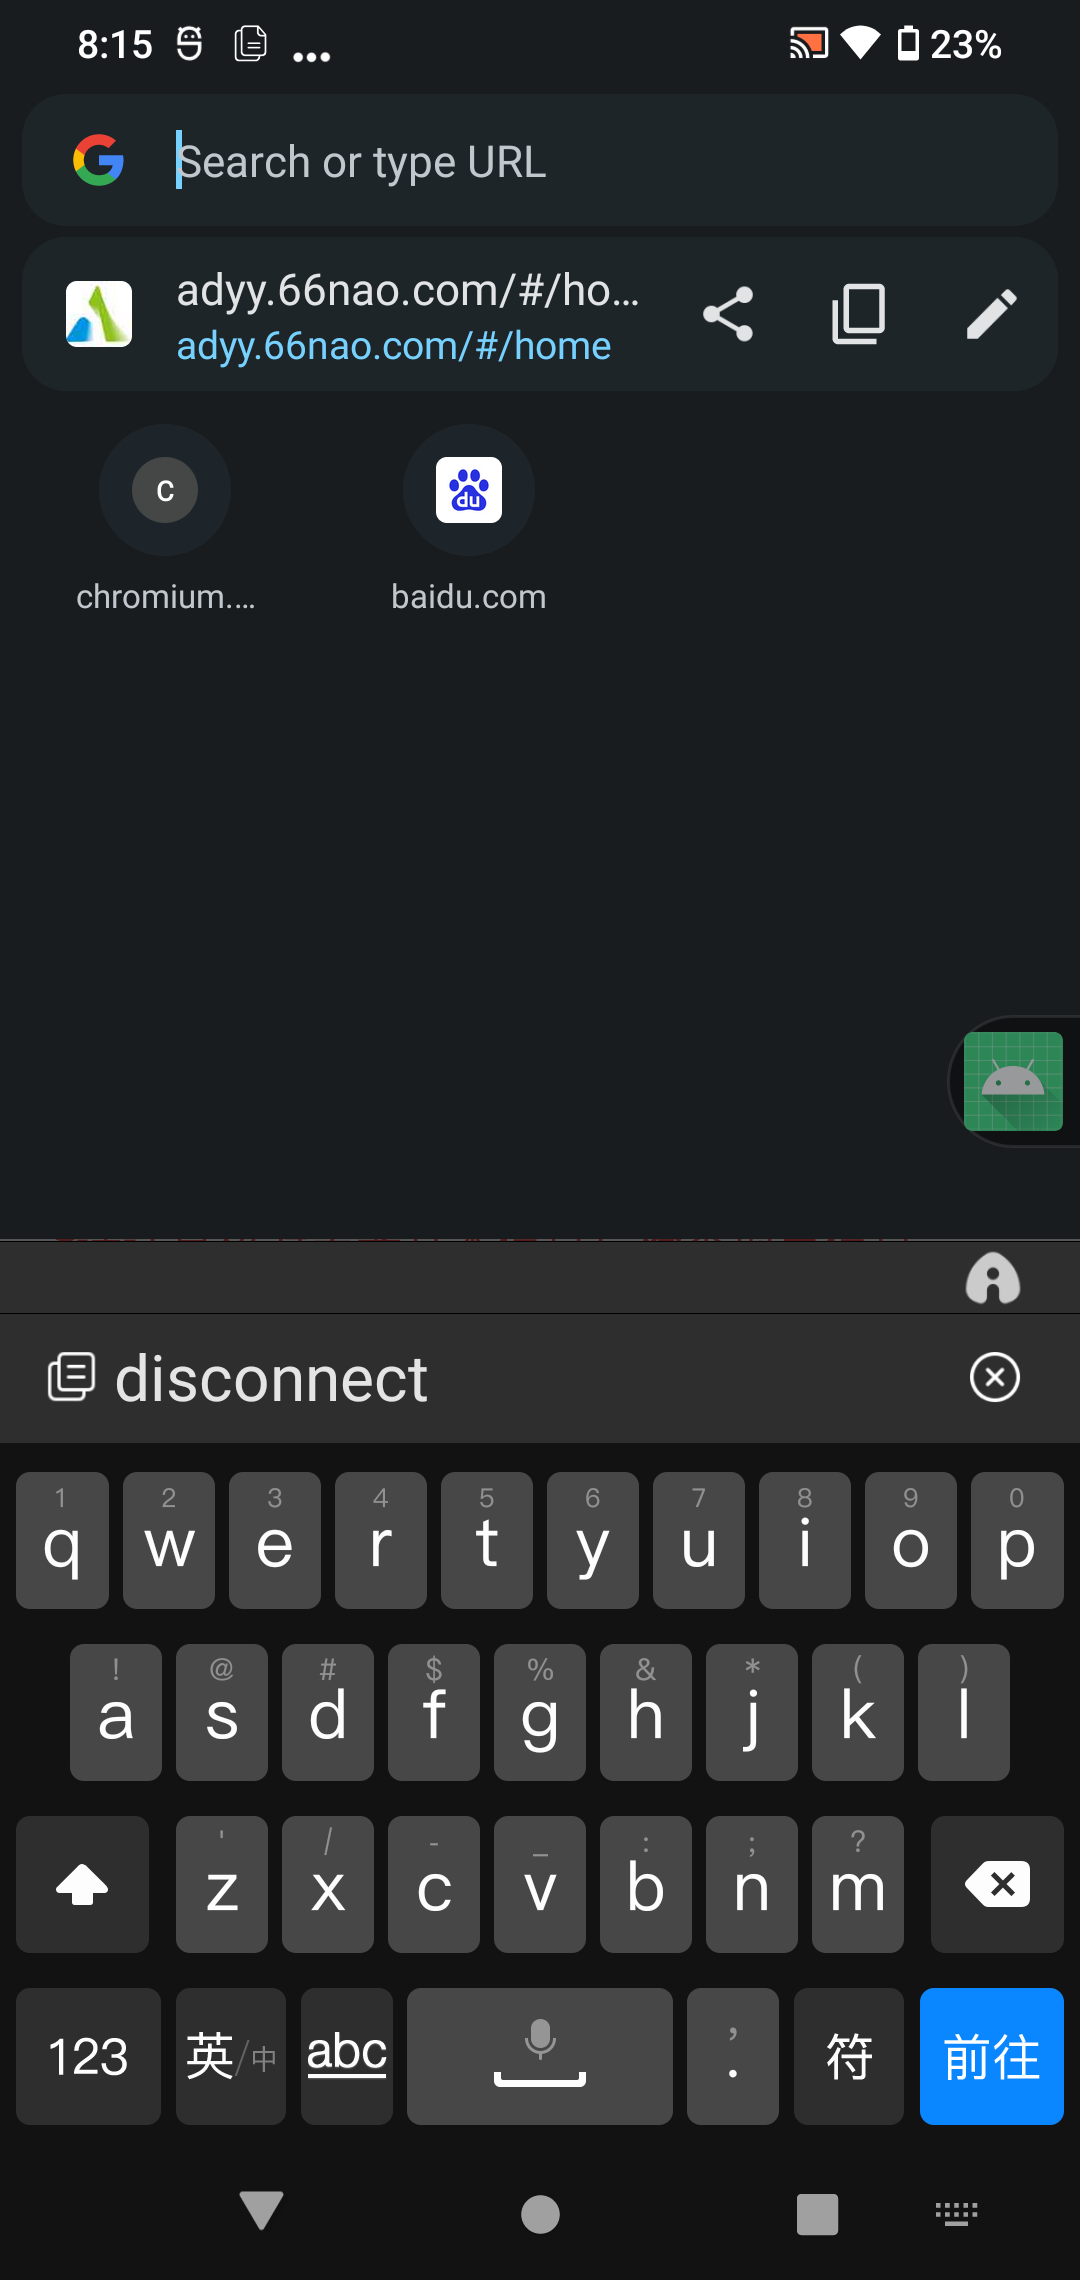 8:15
23%
Search or type URL
adyy.66nao.com/#/ho...
adyy.66nao.com/#/home
C
du
chromium....
baidu.com
disconnect
1 2 3 4 5 6 7 8 9 0
q w e r t y u i o p
! @ # $ % & * ( )
a s d f g h j k l
' / - _ : ; ?
z x c v b n m
123 英/中 abc , . 符 前往